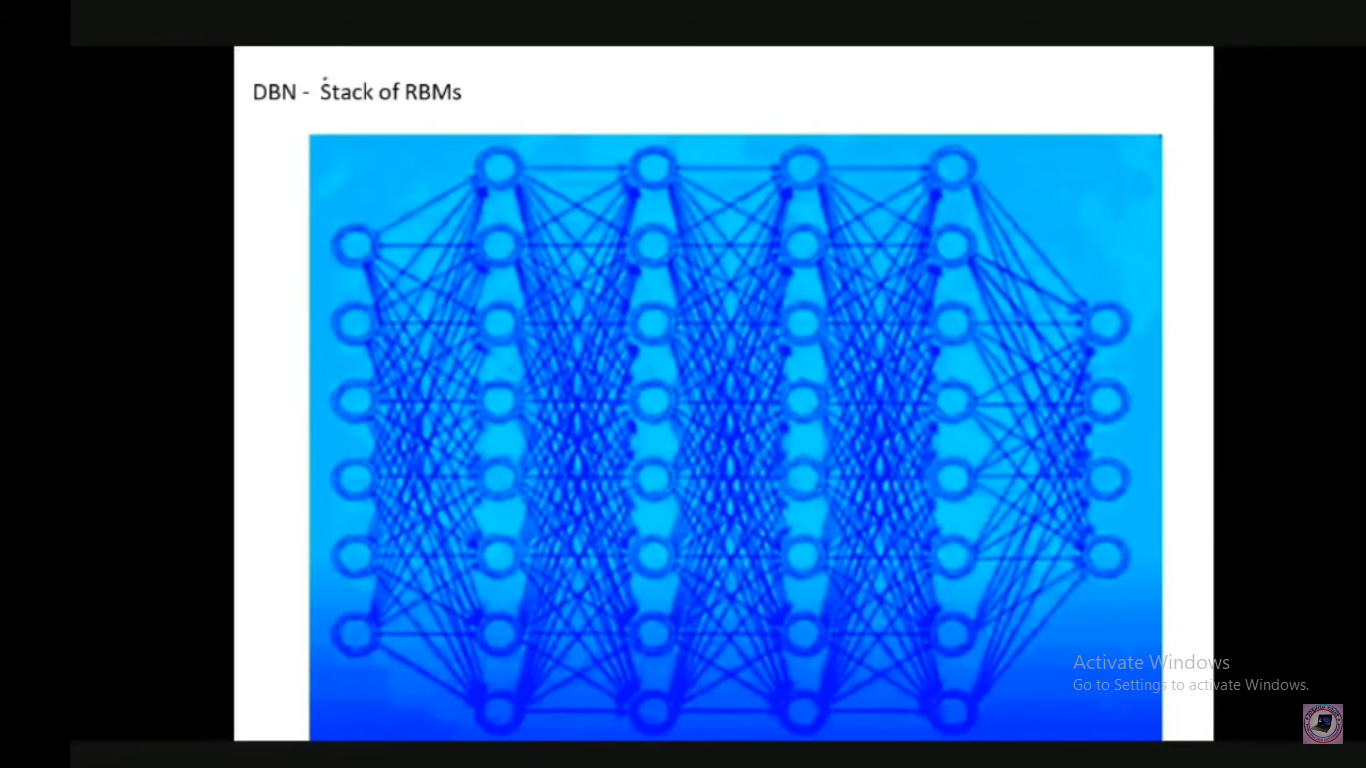 DBN - Stack of RBMs
Activate Windows
Go to Settings to activate Windows.